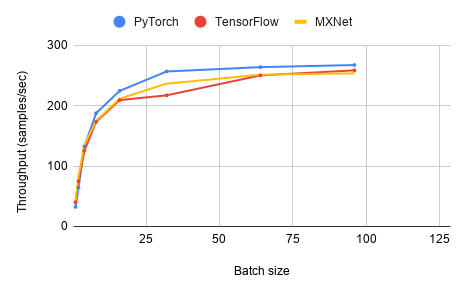 PyTorch TensorFlow MXNet
Throughput (samples/sec)
300
200
100
0
25 50 75 100 125
Batch size